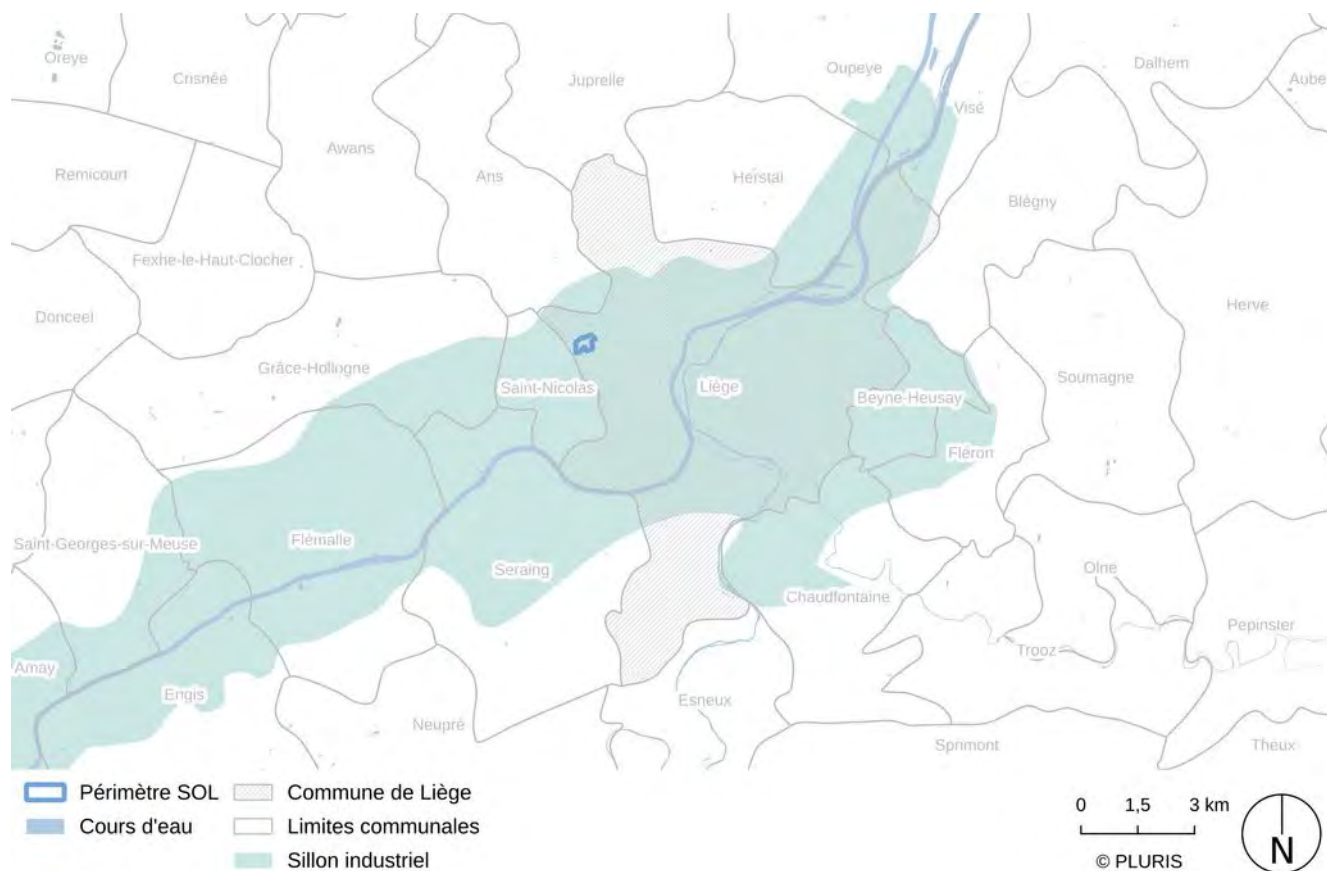 Oreye
Crisnée
Juprelle
Oupeye
Dalhem
Aube
Visé
Awans
Remicourt
Ans
Herstal
Blégny
Fexhe-le-Haut-Clocher
Donceel
Herve
Grâce-Hollogne
Saint-Nicolas
Liège
Beyne-Heusay
Soumagne
Fléron
Saint-Georges-sur-Meuse
Flémalle
Seraing
Chaudfontaine
Olne
Pepinster
Trooz
Amay
Engis
Neupré
Esneux
Sprimont
Theux
Périmètre SOL
Commune de Liège
Cours d'eau
Limites communales
Sillon industriel
0 1,5 3 km
© PLURIS
N